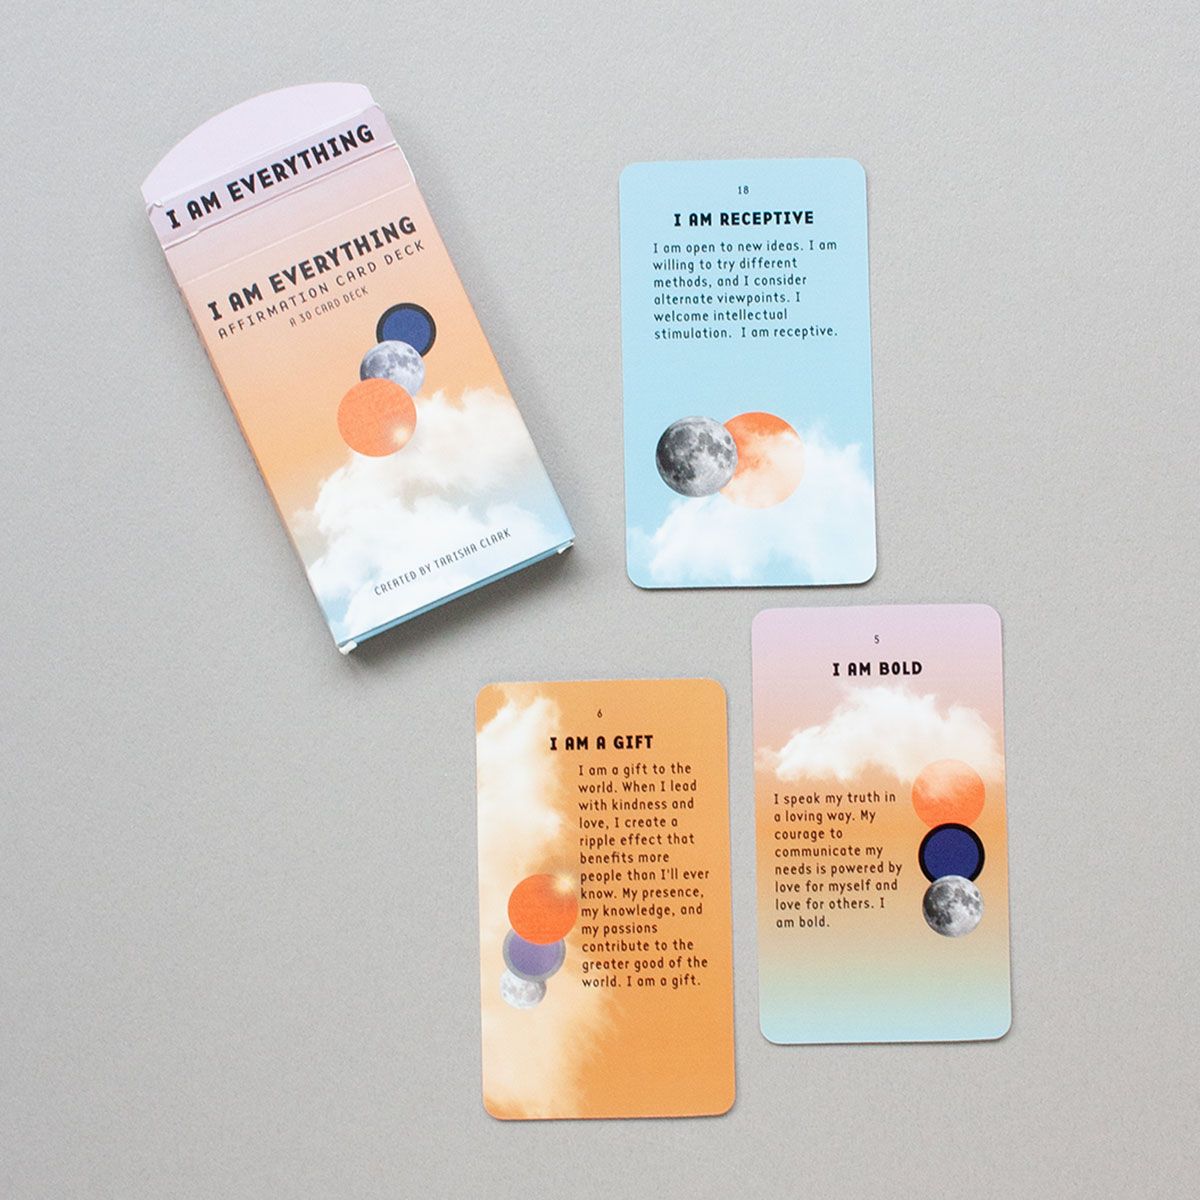 I AM EVERYTHING
I AM EVERYTHING
AFFIRMATION CARD DECK
A 30 CARD DECK
CREATED BY TARISHA CLARK
18
I AM RECEPTIVE
I am open to new ideas. I am
willing to try different
methods, and I consider
alternate viewpoints. I
welcome intellectual
stimulation.  I am receptive.
6
I AM A GIFT
I am a gift to the
world. When I lead
with kindness and
love, I create a
ripple effect that
benefits more
people than I'll ever
know. My presence,
my knowledge, and
my passions
contribute to the
greater good of the
world. I am a gift.
5
I AM BOLD
I speak my truth in
a loving way. My
courage to
communicate my
needs is powered by
love for myself and
love for others. I
am bold.